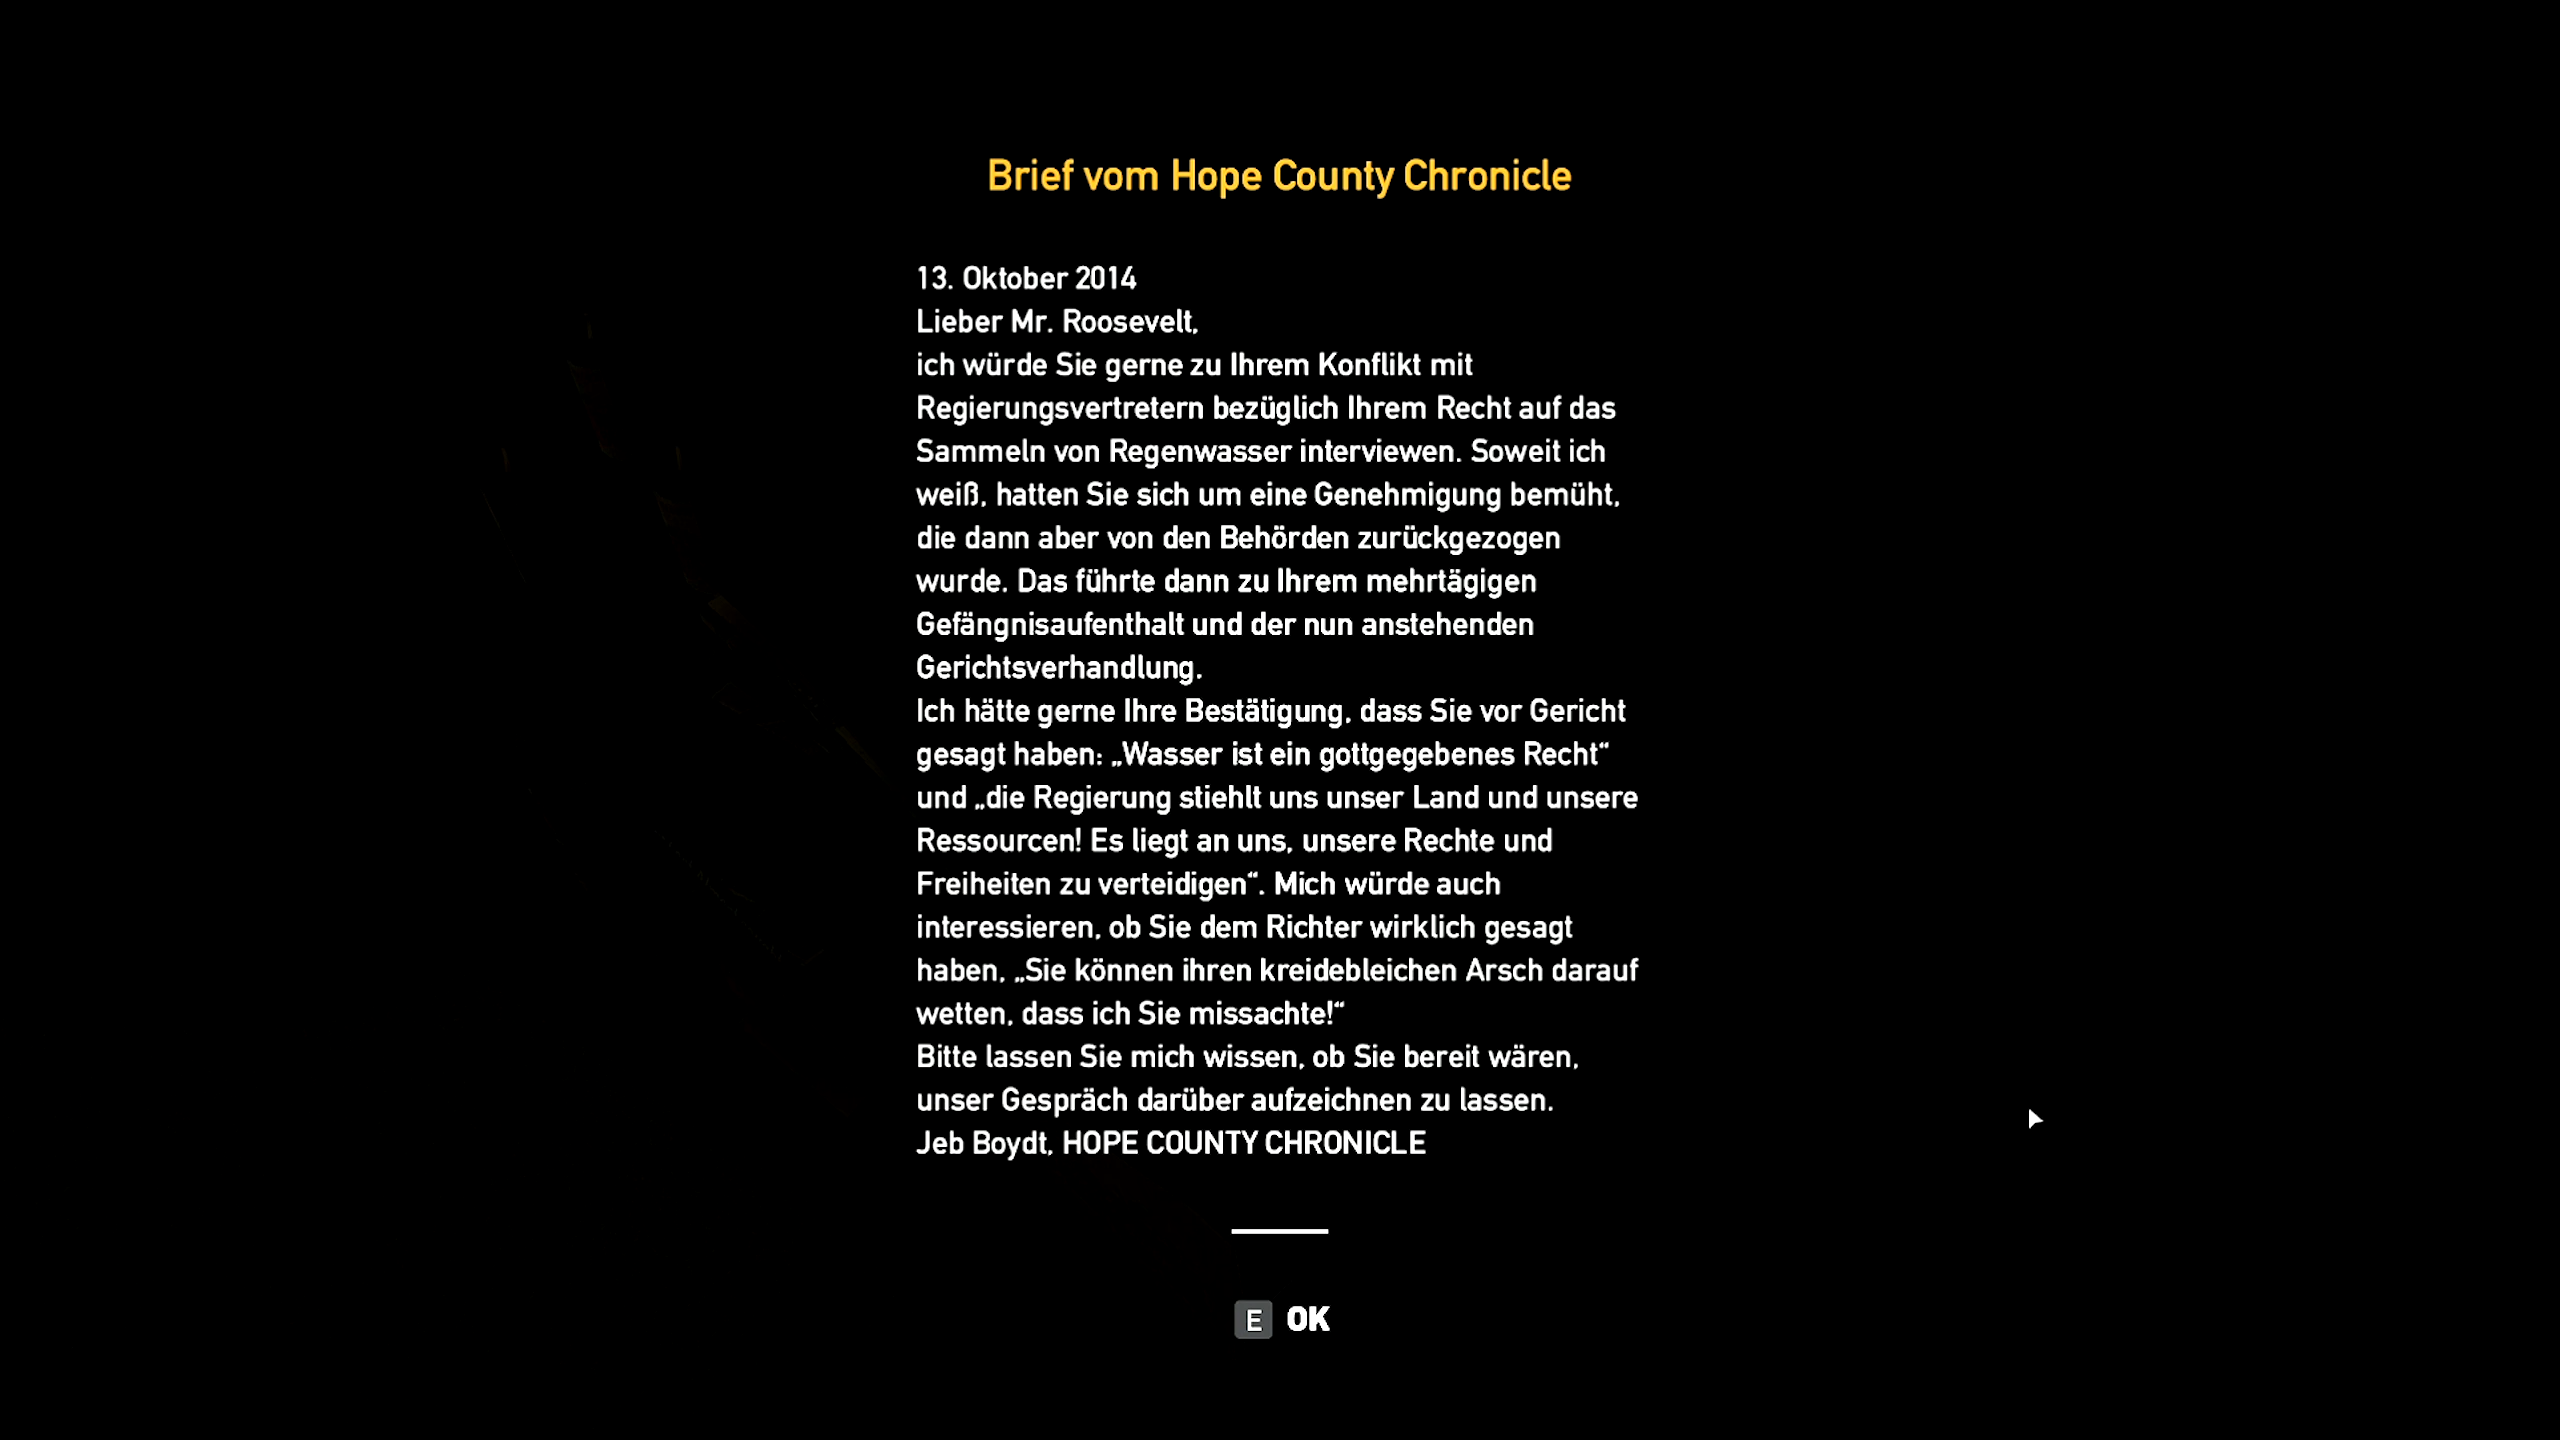 Brief vom Hope County Chronicle
13. Oktober 2014
Lieber Mr. Roosevelt,
ich würde Sie gerne zu Ihrem Konflikt mit
Regierungsvertretern bezüglich Ihrem Recht auf das
Sammeln von Regenwasser interviewen. Soweit ich
weiß, hatten Sie sich um eine Genehmigung bemüht,
die dann aber von den Behörden zurückgezogen
wurde. Das führte dann zu Ihrem mehrtägigen
Gefängnisaufenthalt und der nun anstehenden
Gerichtsverhandlung.
Ich hätte gerne Ihre Bestätigung, dass Sie vor Gericht
gesagt haben: „Wasser ist ein gottgegebenes Recht“
und „die Regierung stiehlt uns unser Land und unsere
Ressourcen! Es liegt an uns, unsere Rechte und
Freiheiten zu verteidigen“. Mich würde auch
interessieren, ob Sie dem Richter wirklich gesagt
haben, „Sie können ihren kreidebleichen Arsch darauf
wetten, dass ich Sie missachte!“
Bitte lassen Sie mich wissen, ob Sie bereit wären,
unser Gespräch darüber aufzeichnen zu lassen.
Jeb Boydt, HOPE COUNTY CHRONICLE
E OK